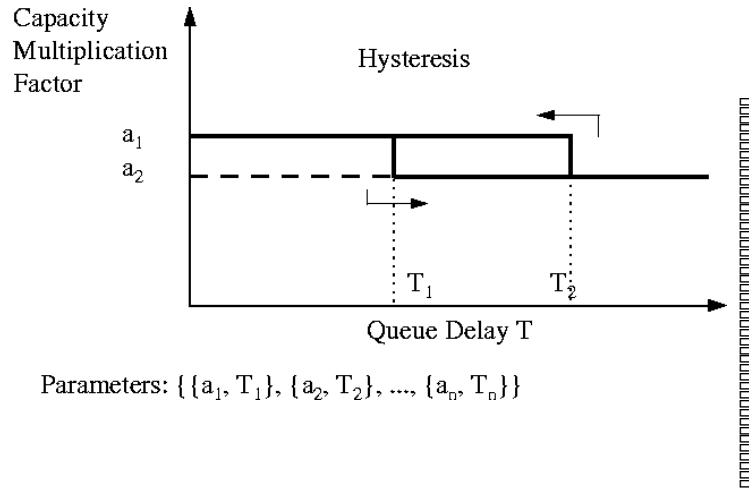 Capacity
Multiplication
Factor
Hysteresis
a₁
a₂
T₁
T₂
Queue Delay T
Parameters: {{a₁, T₁}, {a₂, T₂}, ..., {aₙ, Tₙ}}